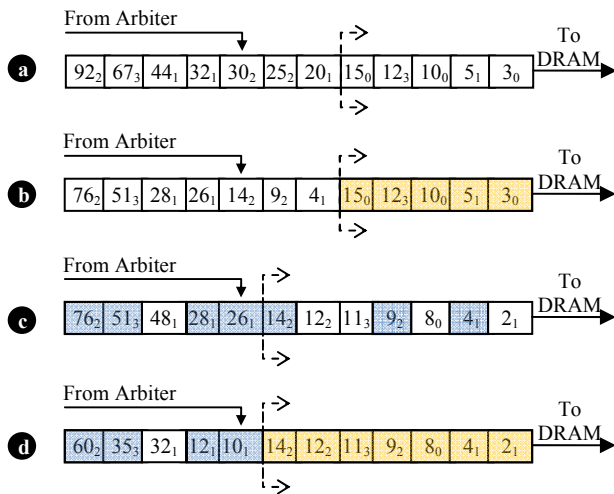 From Arbiter
To
DRAM
a
92₂ 67₃ 44₁ 32₁ 30₂ 25₂ 20₁ 15₀ 12₃ 10₀ 5₁ 3₀
From Arbiter
To
DRAM
b
76₂ 51₃ 28₁ 26₁ 14₂ 9₂ 4₁ 15₀ 12₃ 10₀ 5₁ 3₀
From Arbiter
To
DRAM
c
76₂ 51₃ 48₁ 28₁ 26₁ 14₂ 12₂ 11₃ 9₂ 8₀ 4₁ 2₁
From Arbiter
To
DRAM
d
60₂ 35₃ 32₁ 12₁ 10₁ 14₂ 12₂ 11₃ 9₂ 8₀ 4₁ 2₁